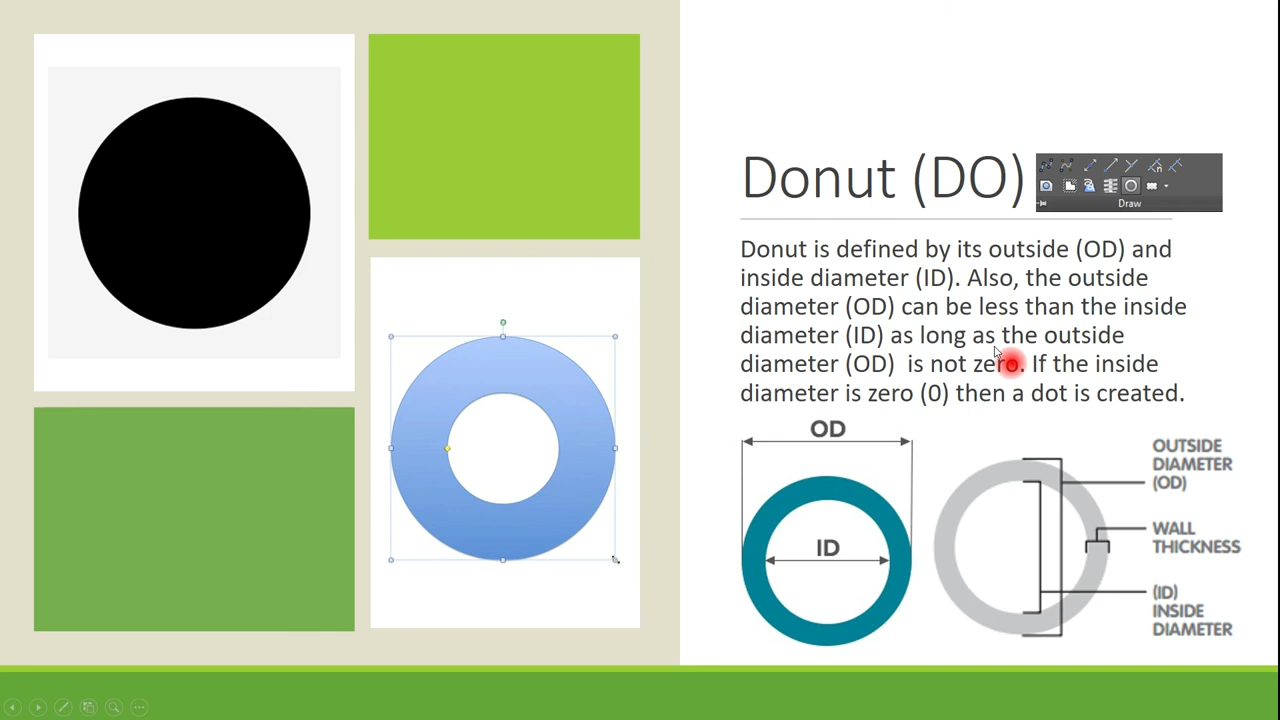 Donut (DO)
Draw
Donut is defined by its outside (OD) and
inside diameter (ID). Also, the outside
diameter (OD) can be less than the inside
diameter (ID) as long as the outside
diameter (OD) is not zero. If the inside
diameter is zero (0) then a dot is created.
OD
ID
OUTSIDE
DIAMETER
(OD)
WALL
THICKNESS
(ID)
INSIDE
DIAMETER